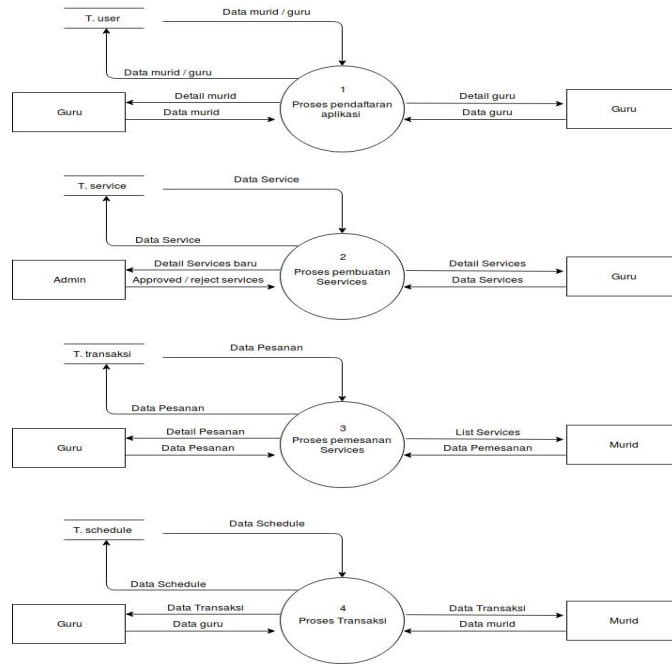 T. user
Data murid / guru
Data murid / guru
1
Proses pendaftaran
aplikasi
Guru
Detail murid
Data murid
Detail guru
Data guru
Guru
T. service
Data Service
Data Service
2
Proses pembuatan
Seervices
Admin
Detail Services baru
Approved / reject services
Detail Services
Data Services
Guru
T. transaksi
Data Pesanan
Data Pesanan
3
Proses pemesanan
Services
Guru
Detail Pesanan
Data Pesanan
List Services
Data Pemesanan
Murid
T. schedule
Data Schedule
Data Schedule
4
Proses Transaksi
Guru
Data Transaksi
Data guru
Data Transaksi
Data murid
Murid